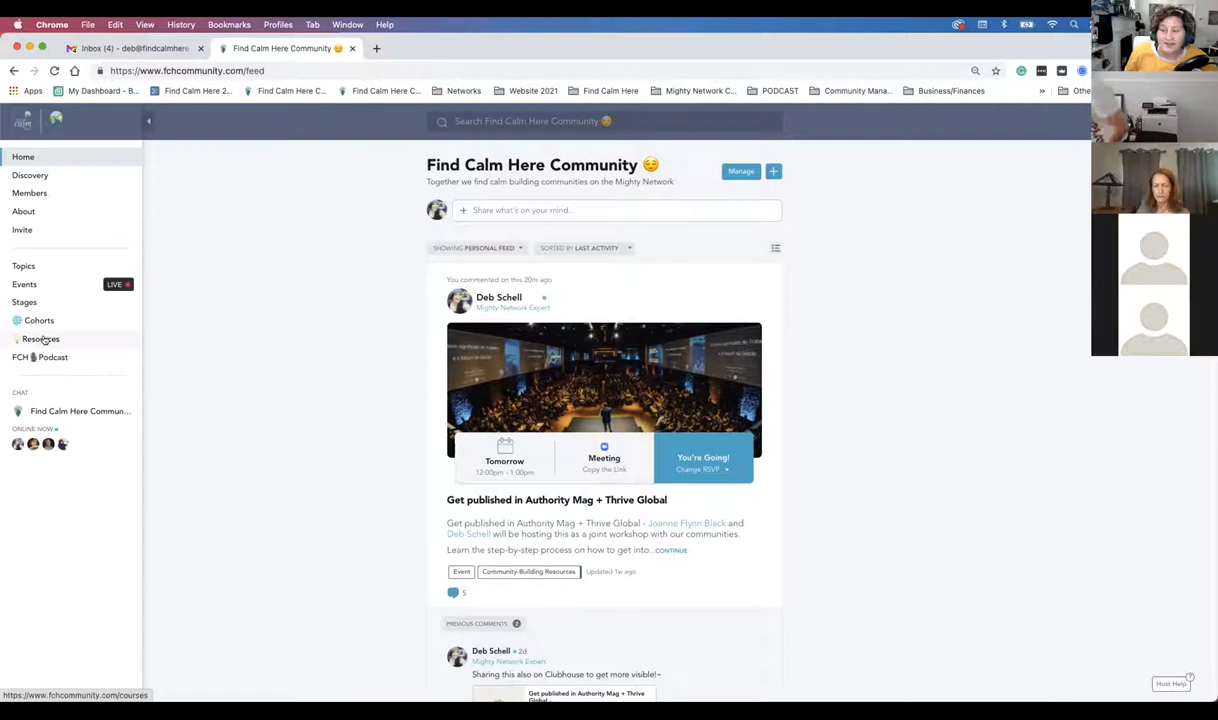 Chrome File Edit View History Bookmarks Profiles Tab Window Help
Inbox (4) - deb@findcalmhere
Find Calm Here Community 😌
https://www.fchcommunity.com/feed
Apps My Dashboard - B... Find Calm Here 2... Find Calm Here C... Find Calm Here C... Networks Website 2021 Find Calm Here Mighty Network C... PODCAST Community Mana... Business/Finances » Othe
calm
Search Find Calm Here Community 😌
Home
Discovery
Members
About
Invite
Topics
Events LIVE
Stages
Cohorts
Resources
FCH Podcast
CHAT
Find Calm Here Commun...
ONLINE NOW
https://www.fchcommunity.com/courses
Find Calm Here Community 😌
Manage +
Together we find calm building communities on the Mighty Network
+ Share what's on your mind...
SHOWING PERSONAL FEED SORTED BY LAST ACTIVITY
You commented on this 20m ago
Deb Schell
Mighty Network Expert
Tomorrow
12:00pm - 1:00pm
Meeting
Copy the Link
You're Going!
Change RSVP
Get published in Authority Mag + Thrive Global
Get published in Authority Mag + Thrive Global - Joanne Flynn Black and
Deb Schell will be hosting this as a joint workshop with our communities.
Learn the step-by-step process on how to get into...CONTINUE
Event Community-Building Resources Updated 1w ago
5
PREVIOUS COMMENTS 2
Deb Schell 2d
Mighty Network Expert
Sharing this also on Clubhouse to get more visible!~
Get published in Authority Mag + Thrive
Global -
Host Help ?